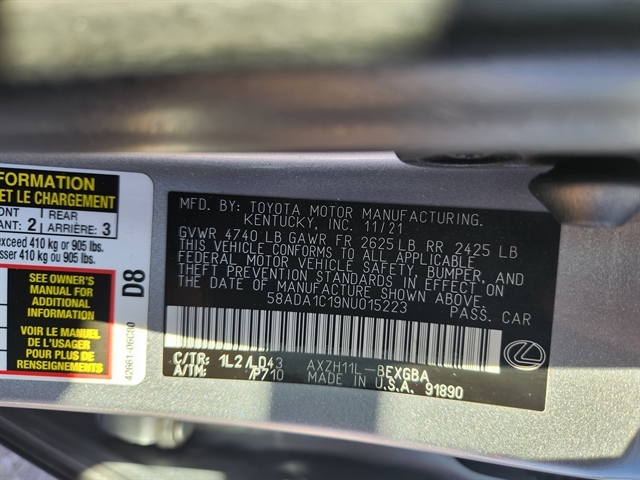 FORMATION
ET LE CHARGEMENT
ONT 2 REAR 3
ANT: ARRIÈRE:
exceed 410 kg or 905 lbs.
sser 410 kg ou 905 lbs.
SEE OWNER'S
MANUAL FOR
ADDITIONAL
INFORMATION
VOIR LE MANUEL
DE L'USAGER
POUR PLUS DE
RENSEIGNEMENTS
D8
MFD. BY: TOYOTA MOTOR MANUFACTURING.
KENTUCKY, INC. 11/21
GVWR 4740 LB GAWR FR 2625 LB RR 2425 LB
THIS VEHICLE CONFORMS TO ALL APPLICABLE
FEDERAL MOTOR VEHICLE SAFETY, BUMPER, AND
THEFT PREVENTION STANDARDS IN EFFECT ON
THE DATE OF MANUFACTURE SHOWN ABOVE.
58ADA1C19NU015223 PASS. CAR
C/TR: 1L2/LD43 AXZH11L-BEXGBA
A/TM: /P710 MADE IN U.S.A. 91890